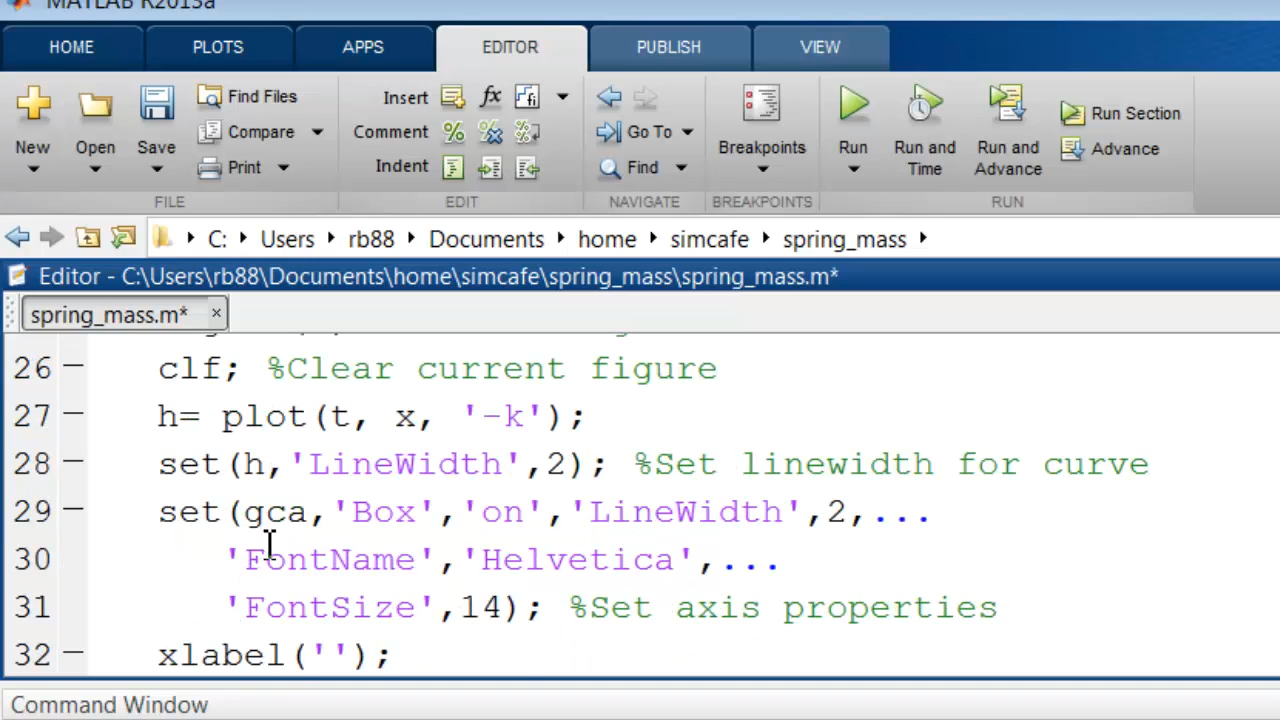 MATLAB R2013a
HOME PLOTS APPS EDITOR PUBLISH VIEW
New Open Save Find Files Compare Print
Insert Comment Indent
Go To Find
Breakpoints
Run Run and Time Run and Advance Run Section Advance
FILE EDIT NAVIGATE BREAKPOINTS RUN
C: Users rb88 Documents home simcafe spring_mass
Editor - C:\Users\rb88\Documents\home\simcafe\spring_mass\spring_mass.m*
spring_mass.m* ×
26 — clf; %Clear current figure
27 — h= plot(t, x, '-k');
28 — set(h,'LineWidth',2); %Set linewidth for curve
29 — set(gca,'Box','on','LineWidth',2,...
30 'FontName','Helvetica',...
31 'FontSize',14); %Set axis properties
32 — xlabel('');
Command Window